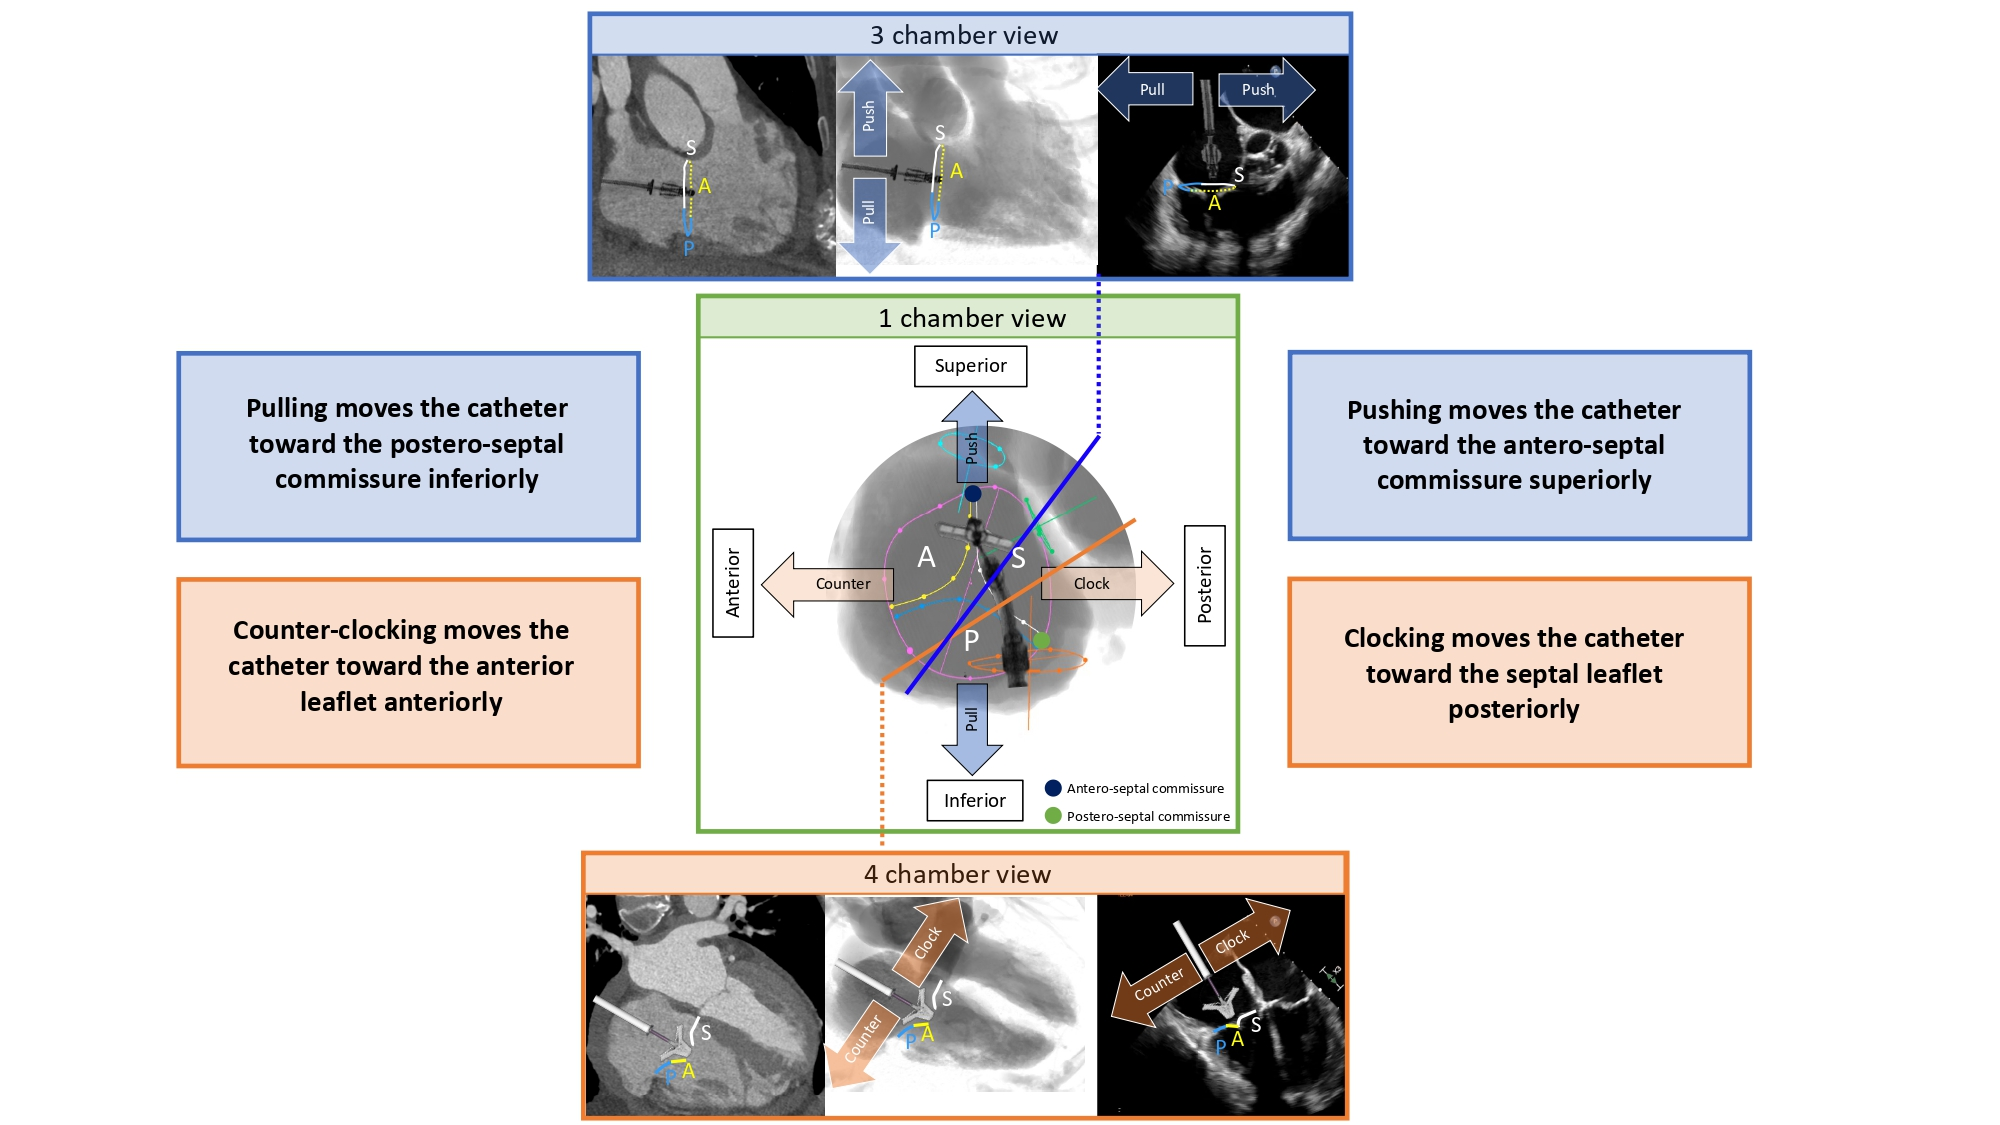 3 chamber view
Push
Pull
S
A
P
S
A
P
Pull
Push
S
P
A
1 chamber view
Superior
Push
Pulling moves the catheter
toward the postero-septal
commissure inferiorly
Pushing moves the catheter
toward the antero-septal
commissure superiorly
Anterior
Counter
A
S
P
Clock
Posterior
Counter-clocking moves the
catheter toward the anterior
leaflet anteriorly
Clocking moves the catheter
toward the septal leaflet
posteriorly
Pull
Inferior
Antero-septal commissure
Postero-septal commissure
4 chamber view
S
P
A
Clock
Counter
S
P
A
Clock
Counter
S
P
A